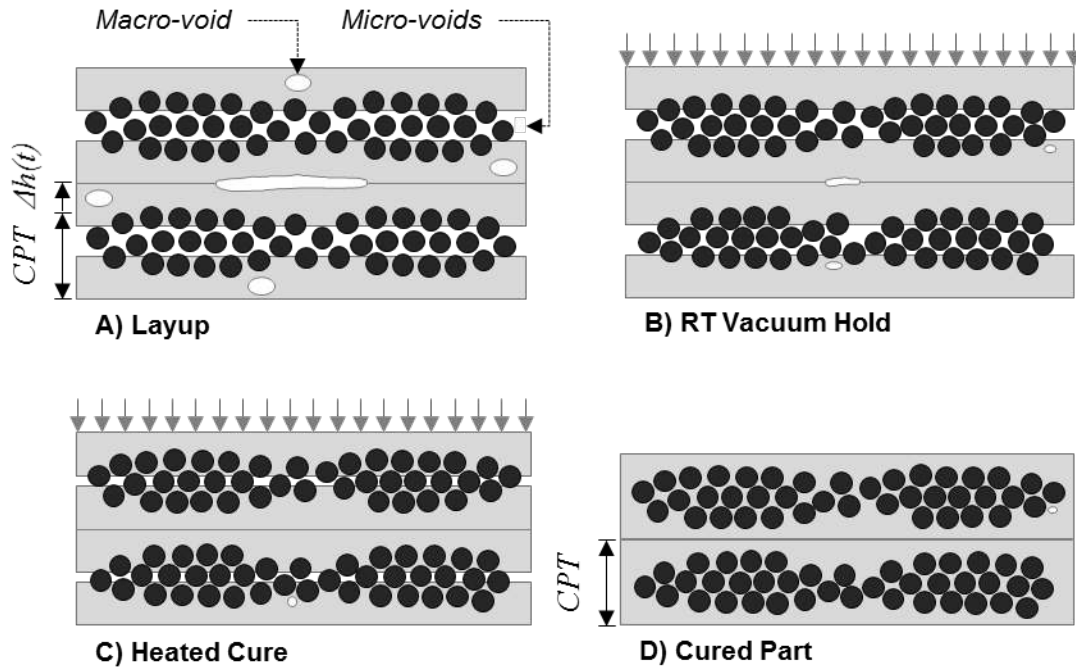 Macro-void
Micro-voids
Δh(t)
CPT
A) Layup
B) RT Vacuum Hold
CPT
C) Heated Cure
D) Cured Part